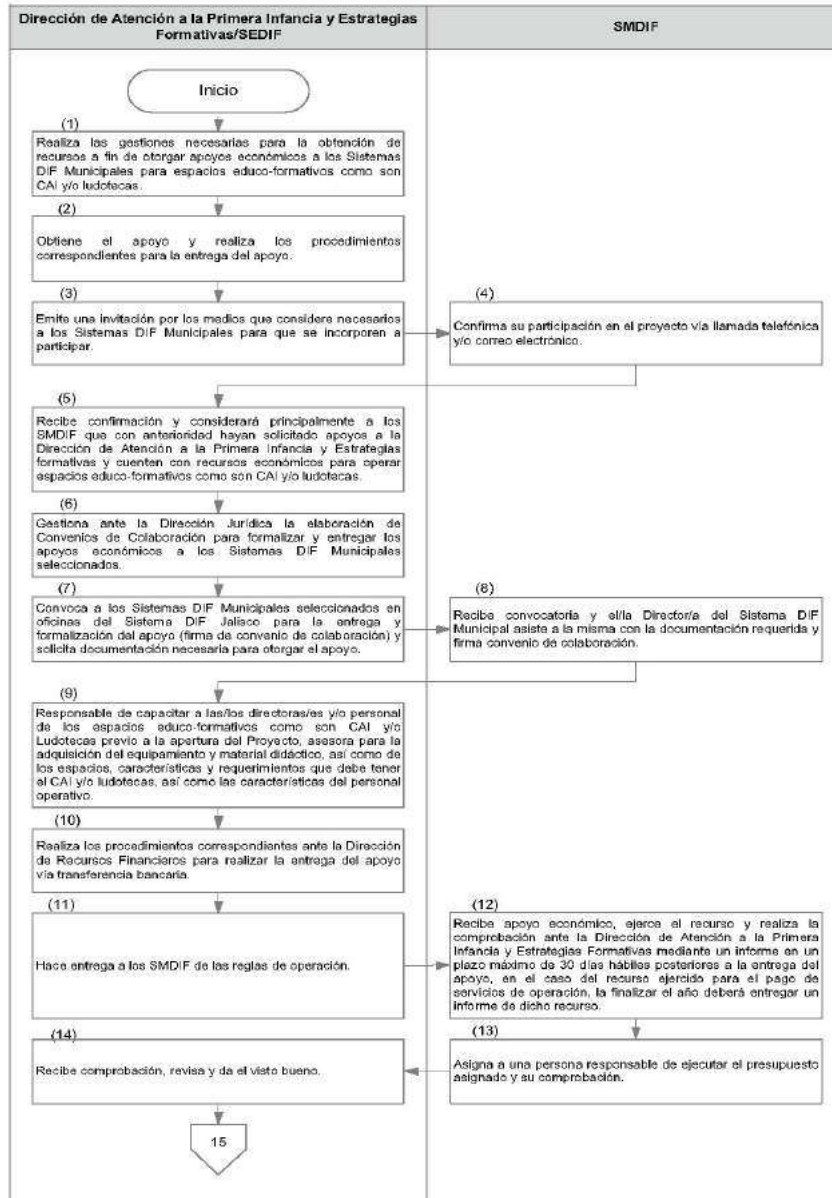 Dirección de Atención a la Primera Infancia y Estrategias
Formativas/SEDIF
SMDIF
Inicio
(1)
Realiza las gestiones necesarias para la obtención de
recursos a fin de otorgar apoyos económicos a los Sistemas
DIF Municipales para espacios educo-formativos como son
CAI y/o ludotecas.
(2)
Obtiene el apoyo y realiza los procedimientos
correspondientes para la entrega del apoyo.
(3)
Emite una invitación por los medios que considere necesarios
a los Sistemas DIF Municipales para que se incorporen a
participar.
(4)
Confirma su participación en el proyecto vía llamada telefónica
y/o correo electrónico.
(5)
Recibe confirmación y considerará principalmente a los
SMDIF que con anterioridad hayan solicitado apoyos a la
Dirección de Atención a la Primera Infancia y Estrategias
formativas y cuenten con recursos económicos para operar
espacios educo-formativos como son CAI y/o ludotecas.
(6)
Gestiona ante la Dirección Jurídica la elaboración de
Convenios de Colaboración para formalizar y entregar los
apoyos económicos a los Sistemas DIF Municipales
seleccionados.
(7)
Convoca a los Sistemas DIF Municipales seleccionados en
oficinas del Sistema DIF Jalisco para la entrega y
formalización del apoyo (firma de convenio de colaboración) y
solicita documentación necesaria para otorgar el apoyo.
(8)
Recibe convocatoria y el/la Director/a del Sistema DIF
Municipal asiste a la misma con la documentación requerida y
firma convenio de colaboración.
(9)
Responsable de capacitar a las/los directoras/es y/o personal
de los espacios educo-formativos como son CAI y/o
Ludotecas previo a la apertura del Proyecto, asesora para la
adquisición del equipamiento y material didáctico, así como de
los espacios, características y requerimientos que debe tener
el CAI y/o ludotecas, así como las características del personal
operativo.
(10)
Realiza los procedimientos correspondientes ante la Dirección
de Recursos Financieros para realizar la entrega del apoyo
vía transferencia bancaria.
(11)
Hace entrega a los SMDIF de las reglas de operación.
(12)
Recibe apoyo económico, ejerce el recurso y realiza la
comprobación ante la Dirección de Atención a la Primera
Infancia y Estrategias Formativas mediante un informe en un
plazo máximo de 30 días hábiles posteriores a la entrega del
apoyo, en el caso del recurso ejercido para el pago de
servicios de operación, la finalizar el año deberá entregar un
informe de dicho recurso.
(13)
Asigna a una persona responsable de ejecutar el presupuesto
asignado y su comprobación.
(14)
Recibe comprobación, revisa y da el visto bueno.
15